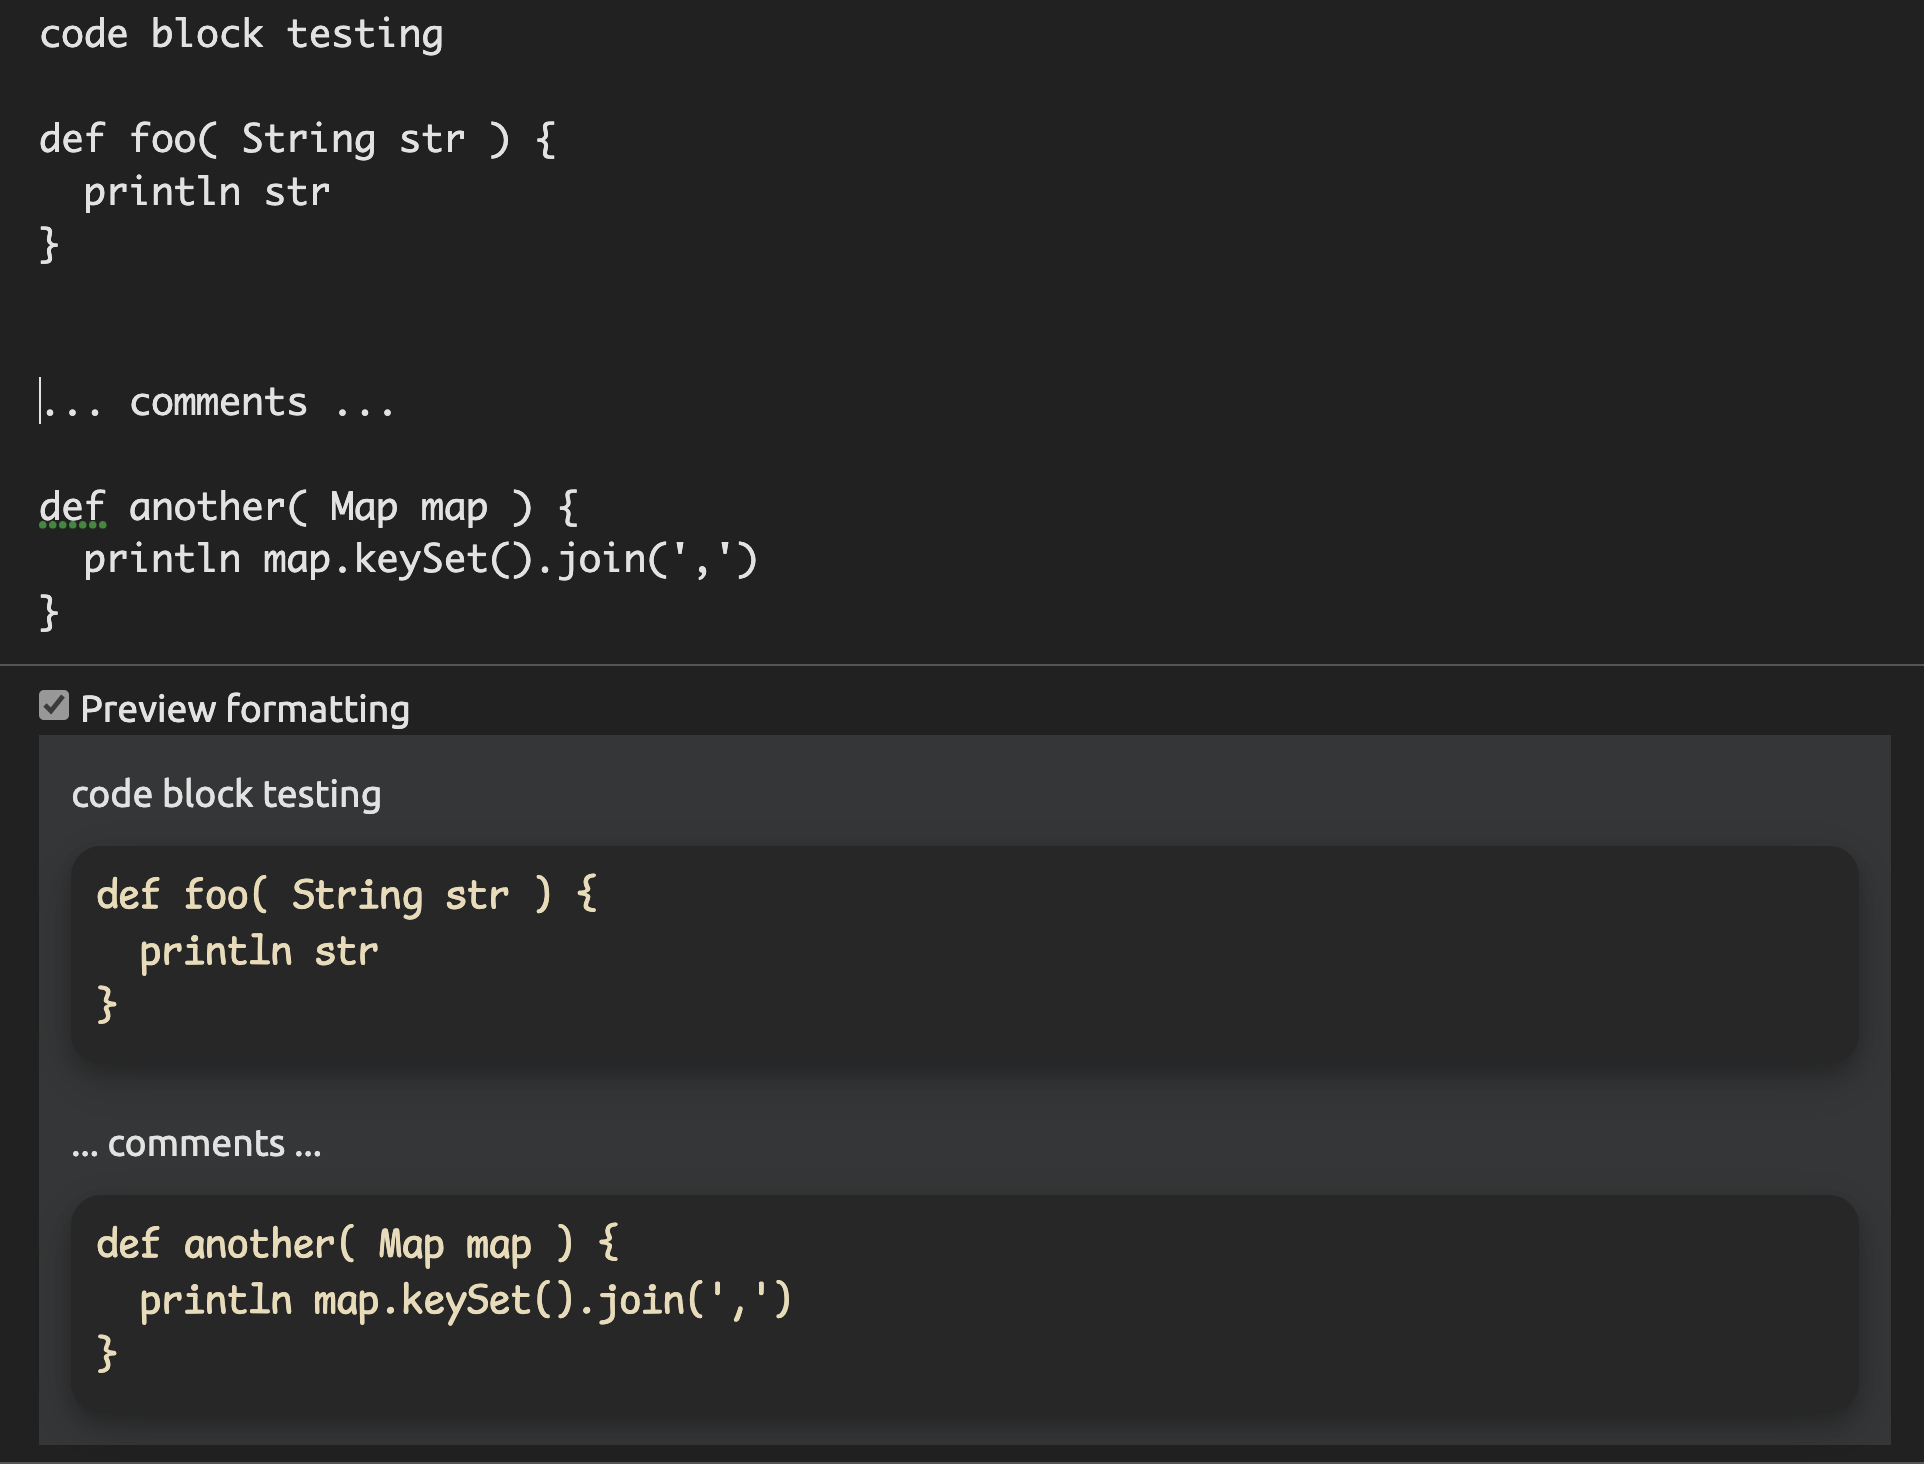 code block testing
def foo( String str ) {
  println str
}
... comments ...
def another( Map map ) {
  println map.keySet().join(',')
}
Preview formatting
code block testing
def foo( String str ) {
  println str
}
... comments ...
def another( Map map ) {
  println map.keySet().join(',')
}